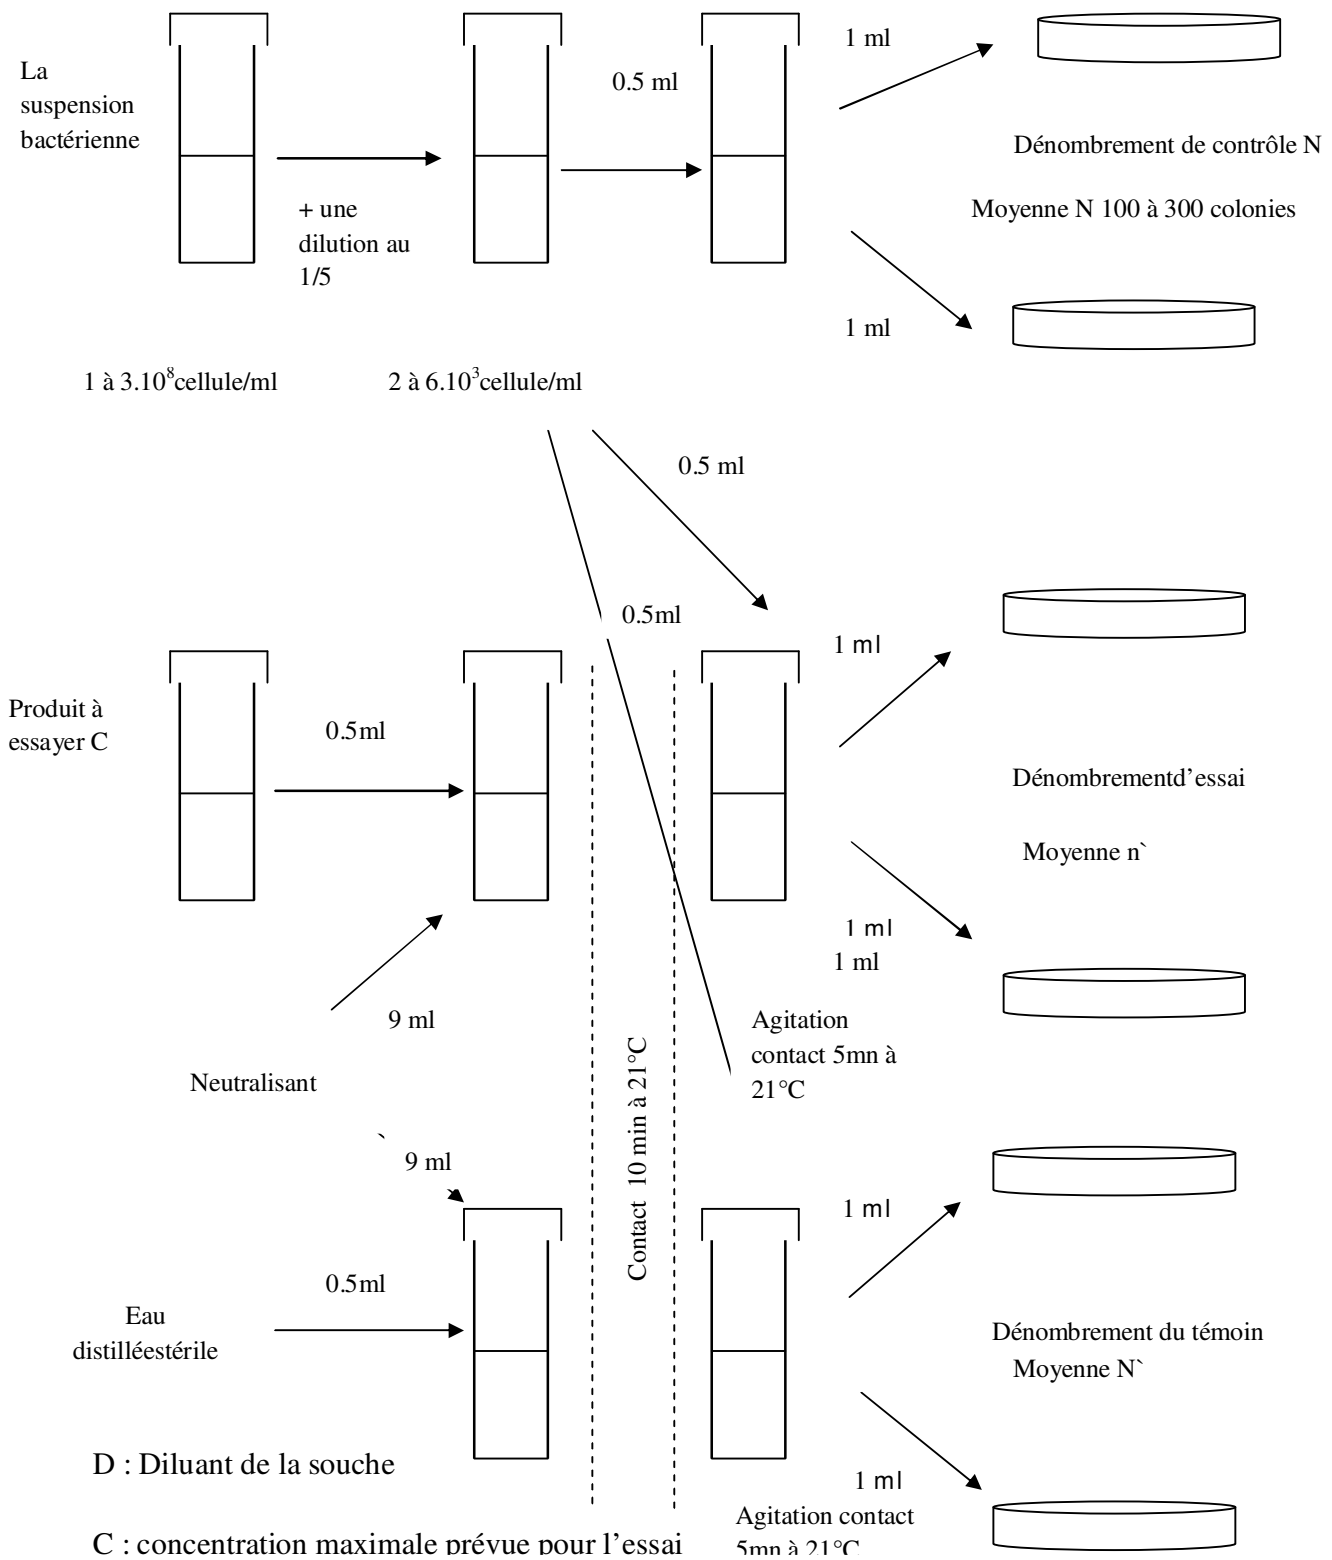 La
suspension
bactérienne
+ une
dilution au
1/5
0.5 ml
1 ml
Dénombrement de contrôle N
Moyenne N 100 à 300 colonies
1 ml
1 à 3.10⁸cellule/ml
2 à 6.10³cellule/ml
0.5 ml
0.5ml
1 ml
Produit à
essayer C
0.5ml
Dénombrementd’essai
Moyenne n`
1 ml
1 ml
9 ml
Neutralisant
Agitation
contact 5mn à
21°C
Contact 10 min à 21°C
`
9 ml
1 ml
0.5ml
Eau
distilléestérile
Dénombrement du témoin
Moyenne N`
D : Diluant de la souche
1 ml
Agitation contact
5mn à 21°C
C : concentration maximale prévue pour l’essai